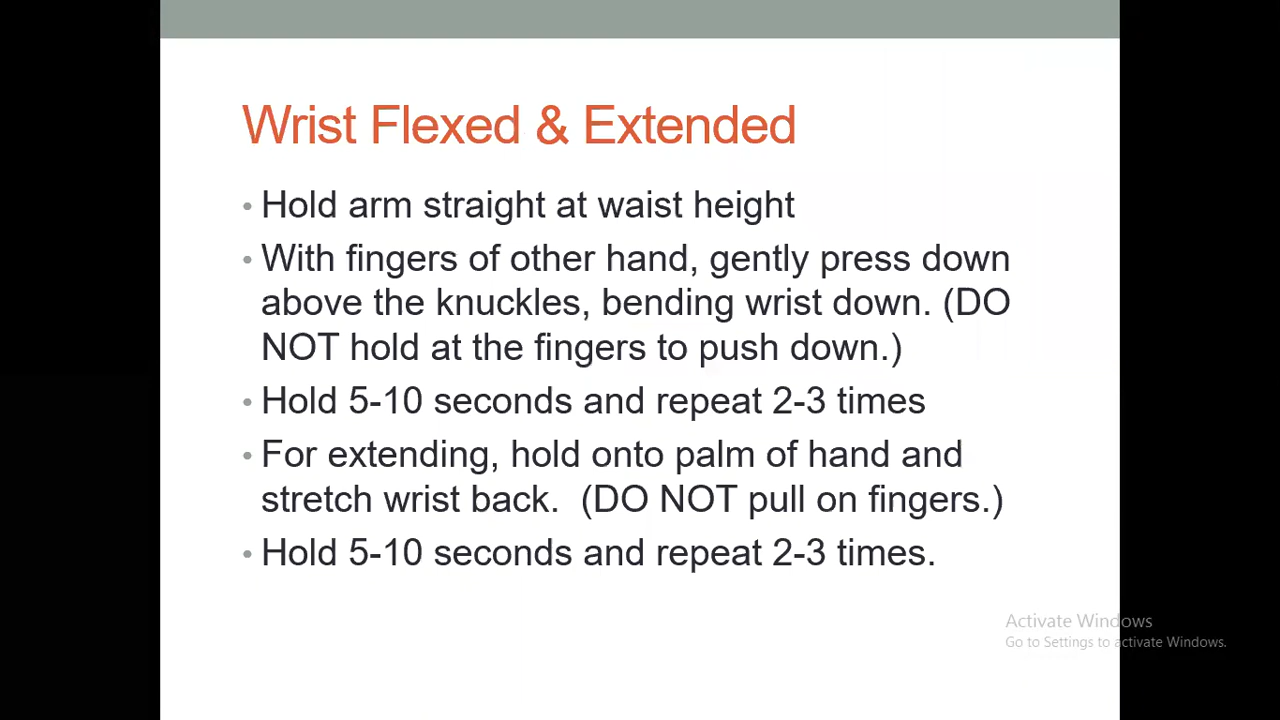 Wrist Flexed & Extended
• Hold arm straight at waist height
• With fingers of other hand, gently press down
above the knuckles, bending wrist down. (DO
NOT hold at the fingers to push down.)
• Hold 5-10 seconds and repeat 2-3 times
• For extending, hold onto palm of hand and
stretch wrist back.  (DO NOT pull on fingers.)
• Hold 5-10 seconds and repeat 2-3 times.
Activate Windows
Go to Settings to activate Windows.